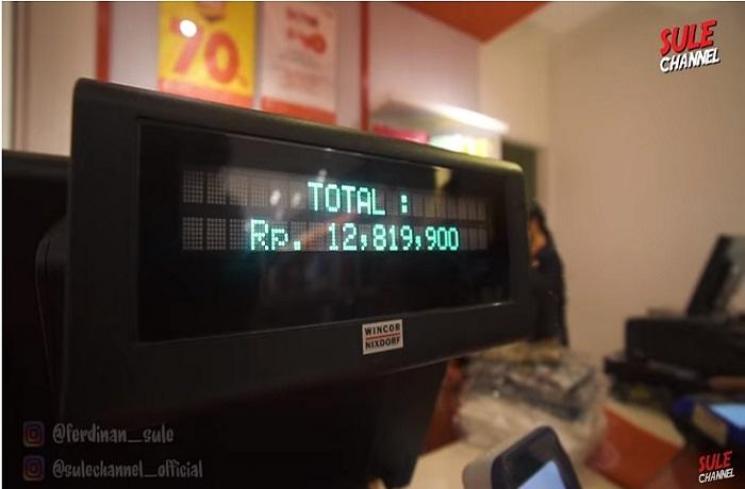 70%
SULE
CHANNEL
TOTAL :
Rp. 12,819,900
WINCOR
NIXDORF
@ferdinan_sule
@sulechannel_official
SULE
CHANNEL